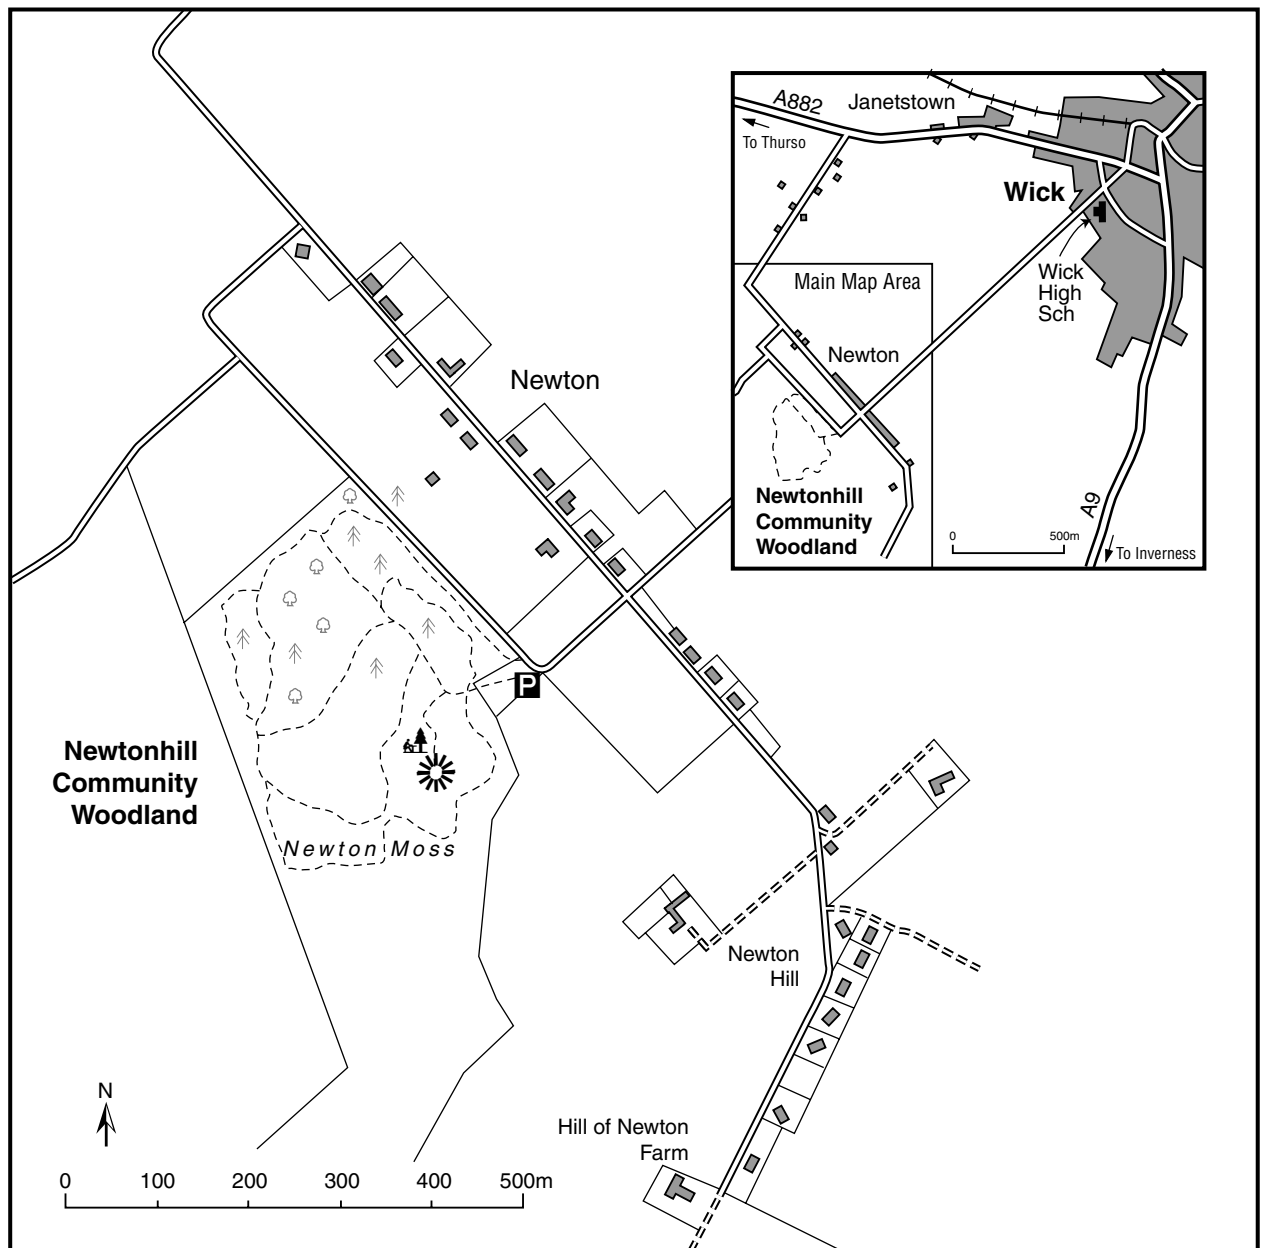 A882
Janetstown
To Thurso
Wick
Wick
High
Sch
Main Map Area
Newton
Newtonhill
Community
Woodland
0 500m
A9
To Inverness
Newton
P
Newtonhill
Community
Woodland
Newton Moss
Newton
Hill
N
Hill of Newton
Farm
0 100 200 300 400 500m